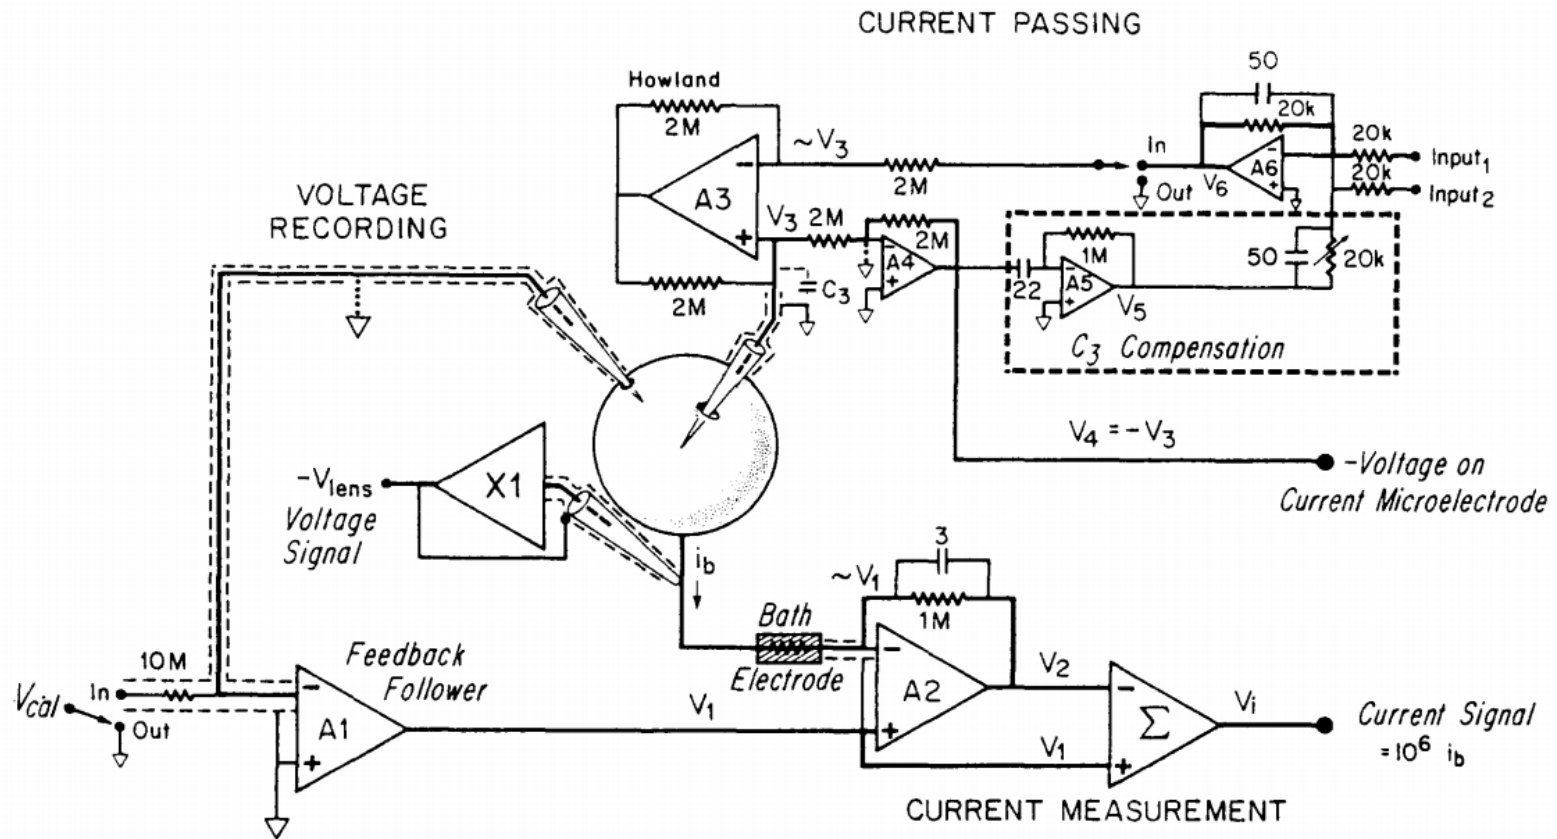 CURRENT PASSING
Howland
2M
~V3
2M
In
Out
V6
50
20k
A6
-
+
20k
Input1
20k
Input2
VOLTAGE
RECORDING
A3
-
+
V3
2M
2M
A4
-
+
2M
C3
22
1M
A5
-
+
V5
50
20k
C3 Compensation
V4 = -V3
-Voltage on
Current Microelectrode
-Vlens
Voltage
Signal
X1
ib
Bath
Electrode
~V1
3
1M
-
A2
+
V2
V1
-
Σ
+
Vi
Current Signal
= 10⁶ ib
10M
In
Vcal
Out
-
A1
+
Feedback
Follower
V1
CURRENT MEASUREMENT